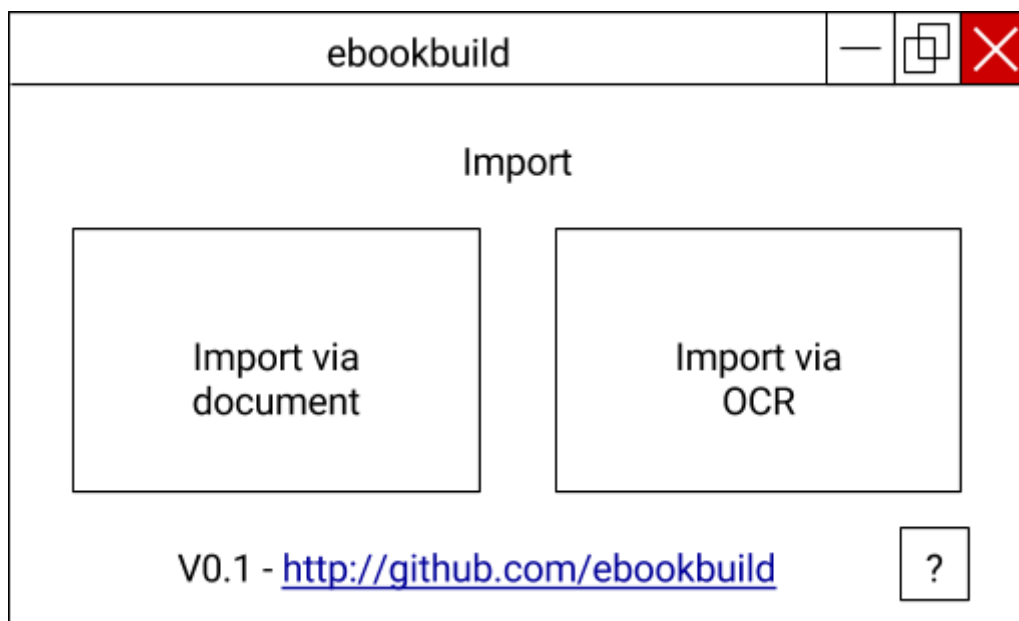 ebookbuild
Import
Import via
document
Import via
OCR
V0.1 - http://github.com/ebookbuild
?